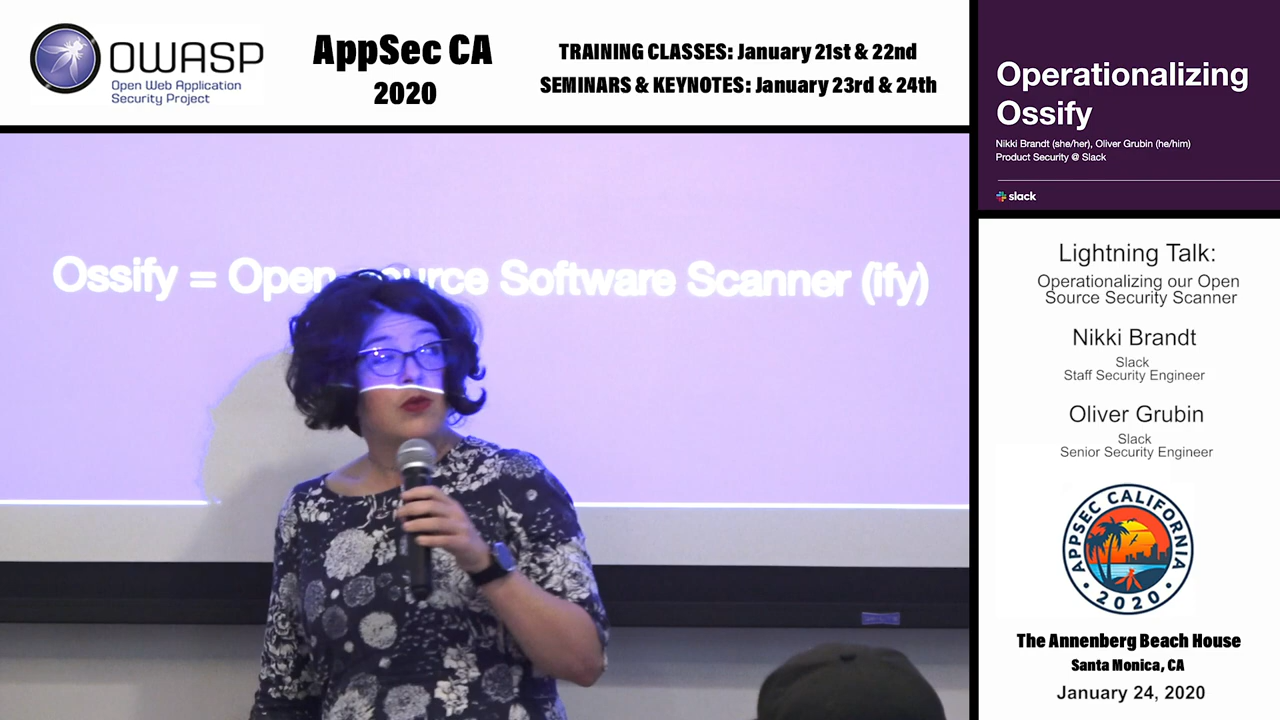 OWASP
Open Web Application
Security Project
AppSec CA
2020
TRAINING CLASSES: January 21st & 22nd
SEMINARS & KEYNOTES: January 23rd & 24th
Ossify = Open source Software Scanner (ify)
Operationalizing
Ossify
Nikki Brandt (she/her), Oliver Grubin (he/him)
Product Security @ Slack
slack
Lightning Talk:
Operationalizing our Open
Source Security Scanner
Nikki Brandt
Slack
Staff Security Engineer
Oliver Grubin
Slack
Senior Security Engineer
APPSEC CALIFORNIA
• 2020 •
The Annenberg Beach House
Santa Monica, CA
January 24, 2020